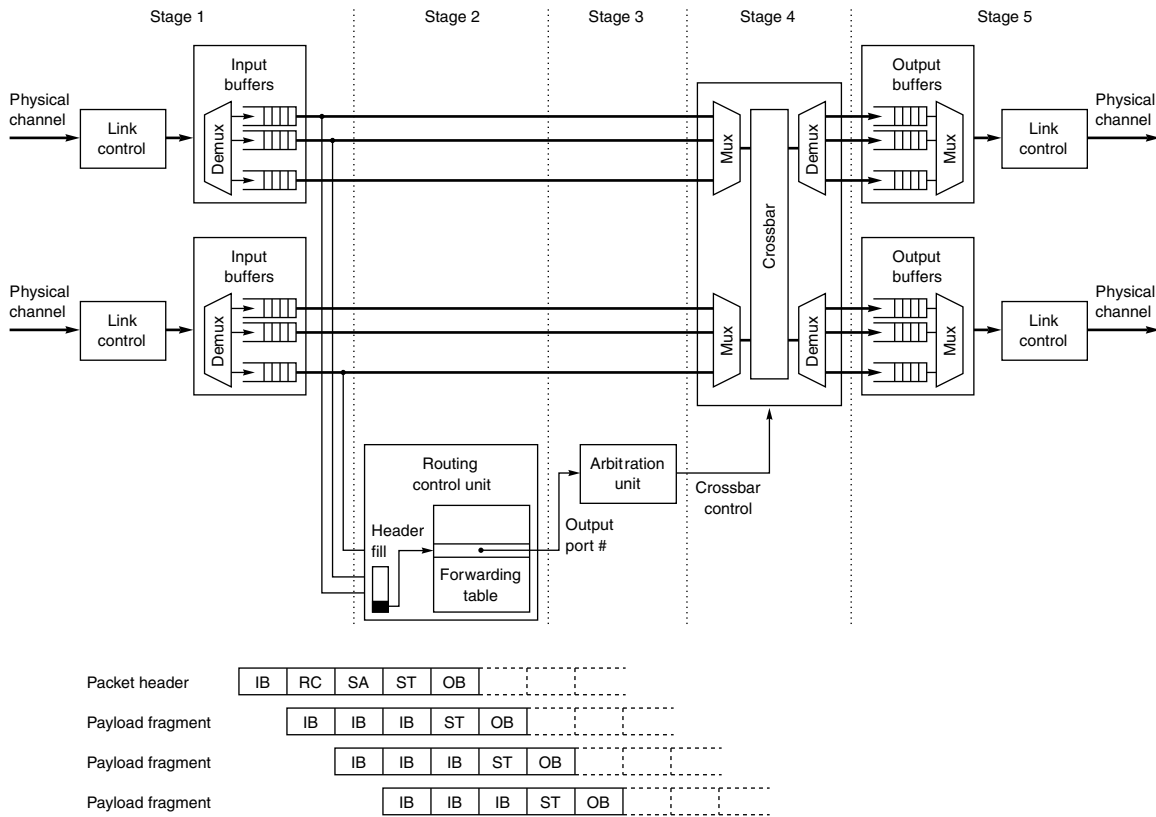 Stage 1
Stage 2
Stage 3
Stage 4
Stage 5
Physical
channel
Link
control
Input
buffers
Demux
Mux
Crossbar
Demux
Output
buffers
Mux
Link
control
Physical
channel
Physical
channel
Link
control
Input
buffers
Demux
Mux
Demux
Output
buffers
Mux
Link
control
Physical
channel
Routing
control unit
Header
fill
Forwarding
table
Output
port #
Arbitration
unit
Crossbar
control
Packet header IB RC SA ST OB
Payload fragment IB IB IB ST OB
Payload fragment IB IB IB ST OB
Payload fragment IB IB IB ST OB